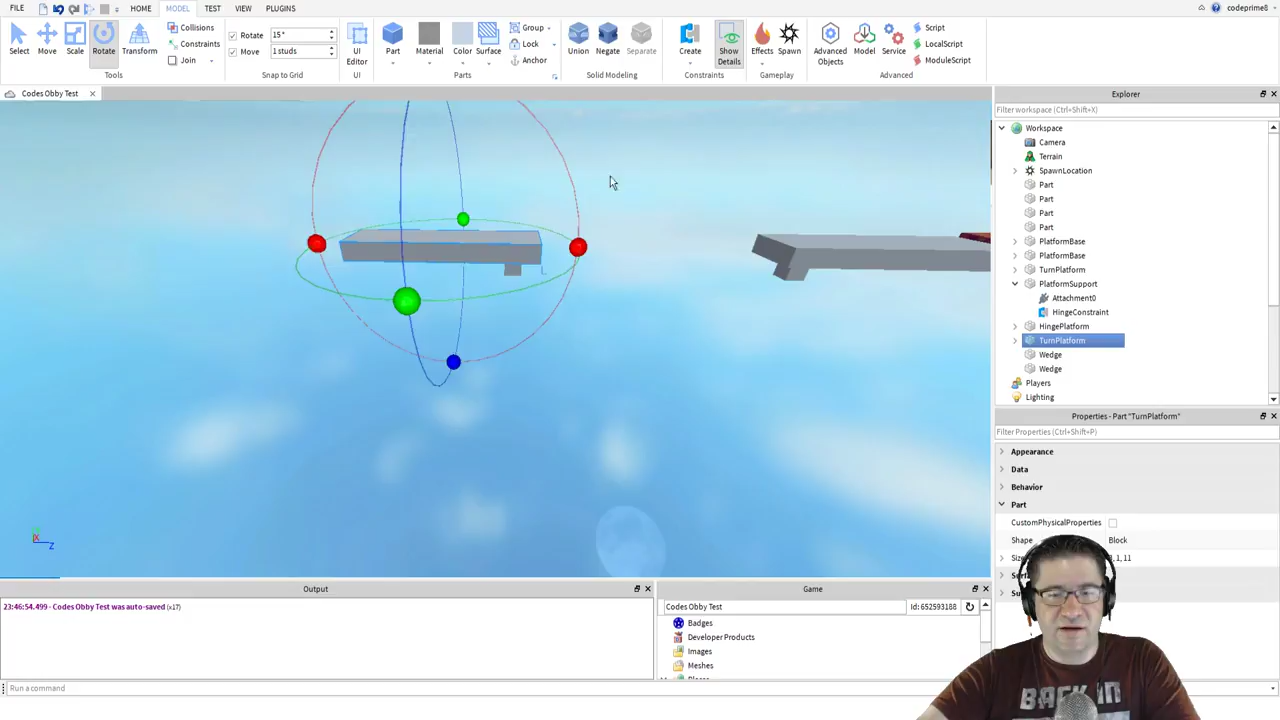 FILE HOME MODEL TEST VIEW PLUGINS codeprime8
Select Move Scale Rotate Transform
Collisions
Constraints
Join
Tools
Rotate 15°
Move 1 studs
Snap to Grid
UI
Editor
UI
Part Material Color Surface
Group
Lock
Anchor
Parts
Union Negate Separate
Solid Modeling
Create Show
Details
Constraints
Effects Spawn
Gameplay
Advanced
Objects Model Service
Script
LocalScript
ModuleScript
Advanced
Codes Obby Test
Explorer
Filter workspace (Ctrl+Shift+X)
Workspace
Camera
Terrain
SpawnLocation
Part
Part
Part
Part
PlatformBase
PlatformBase
TurnPlatform
PlatformSupport
Attachment0
HingeConstraint
HingePlatform
TurnPlatform
Wedge
Wedge
Players
Lighting
Properties - Part "TurnPlatform"
Filter Properties (Ctrl+Shift+P)
Appearance
Data
Behavior
Part
CustomPhysicalProperties
Shape Block
1, 11
L
X
Z
Output
23:46:54.499 - Codes Obby Test was auto-saved (x17)
Game
Codes Obby Test Id: 652593188
Badges
Developer Products
Images
Meshes
Run a command
BACK IN